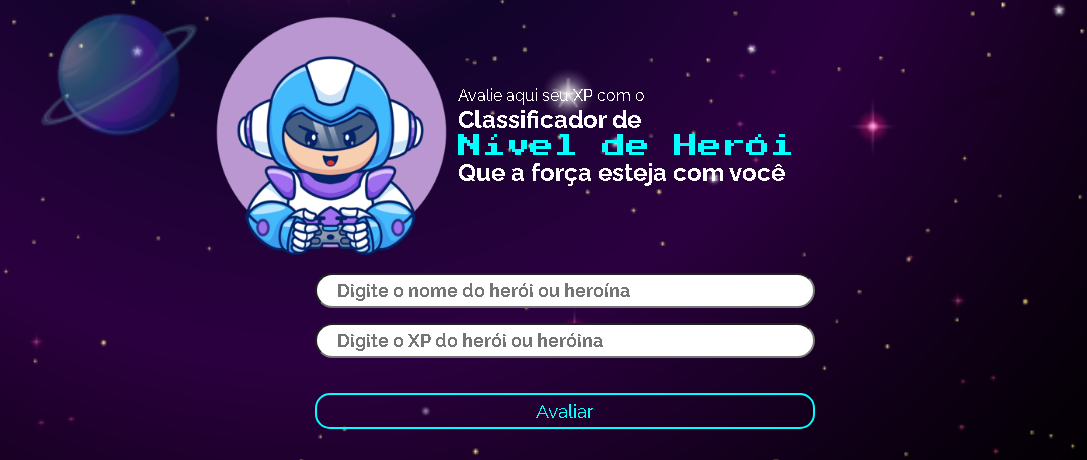 Avalie aqui seu XP com o
Classificador de
Nível de Herói
Que a força esteja com você
Digite o nome do herói ou heroína
Digite o XP do herói ou heróina
Avaliar